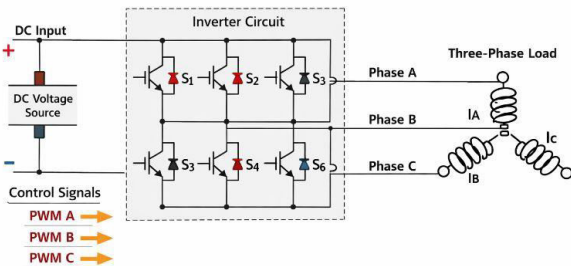 Inverter Circuit
DC Input
+
S1
S2
S3
Three-Phase Load
Phase A
DC Voltage
Source
IA
Phase B
IC
S3
S4
S6
Phase C
IB
−
Control Signals
PWM A
PWM B
PWM C